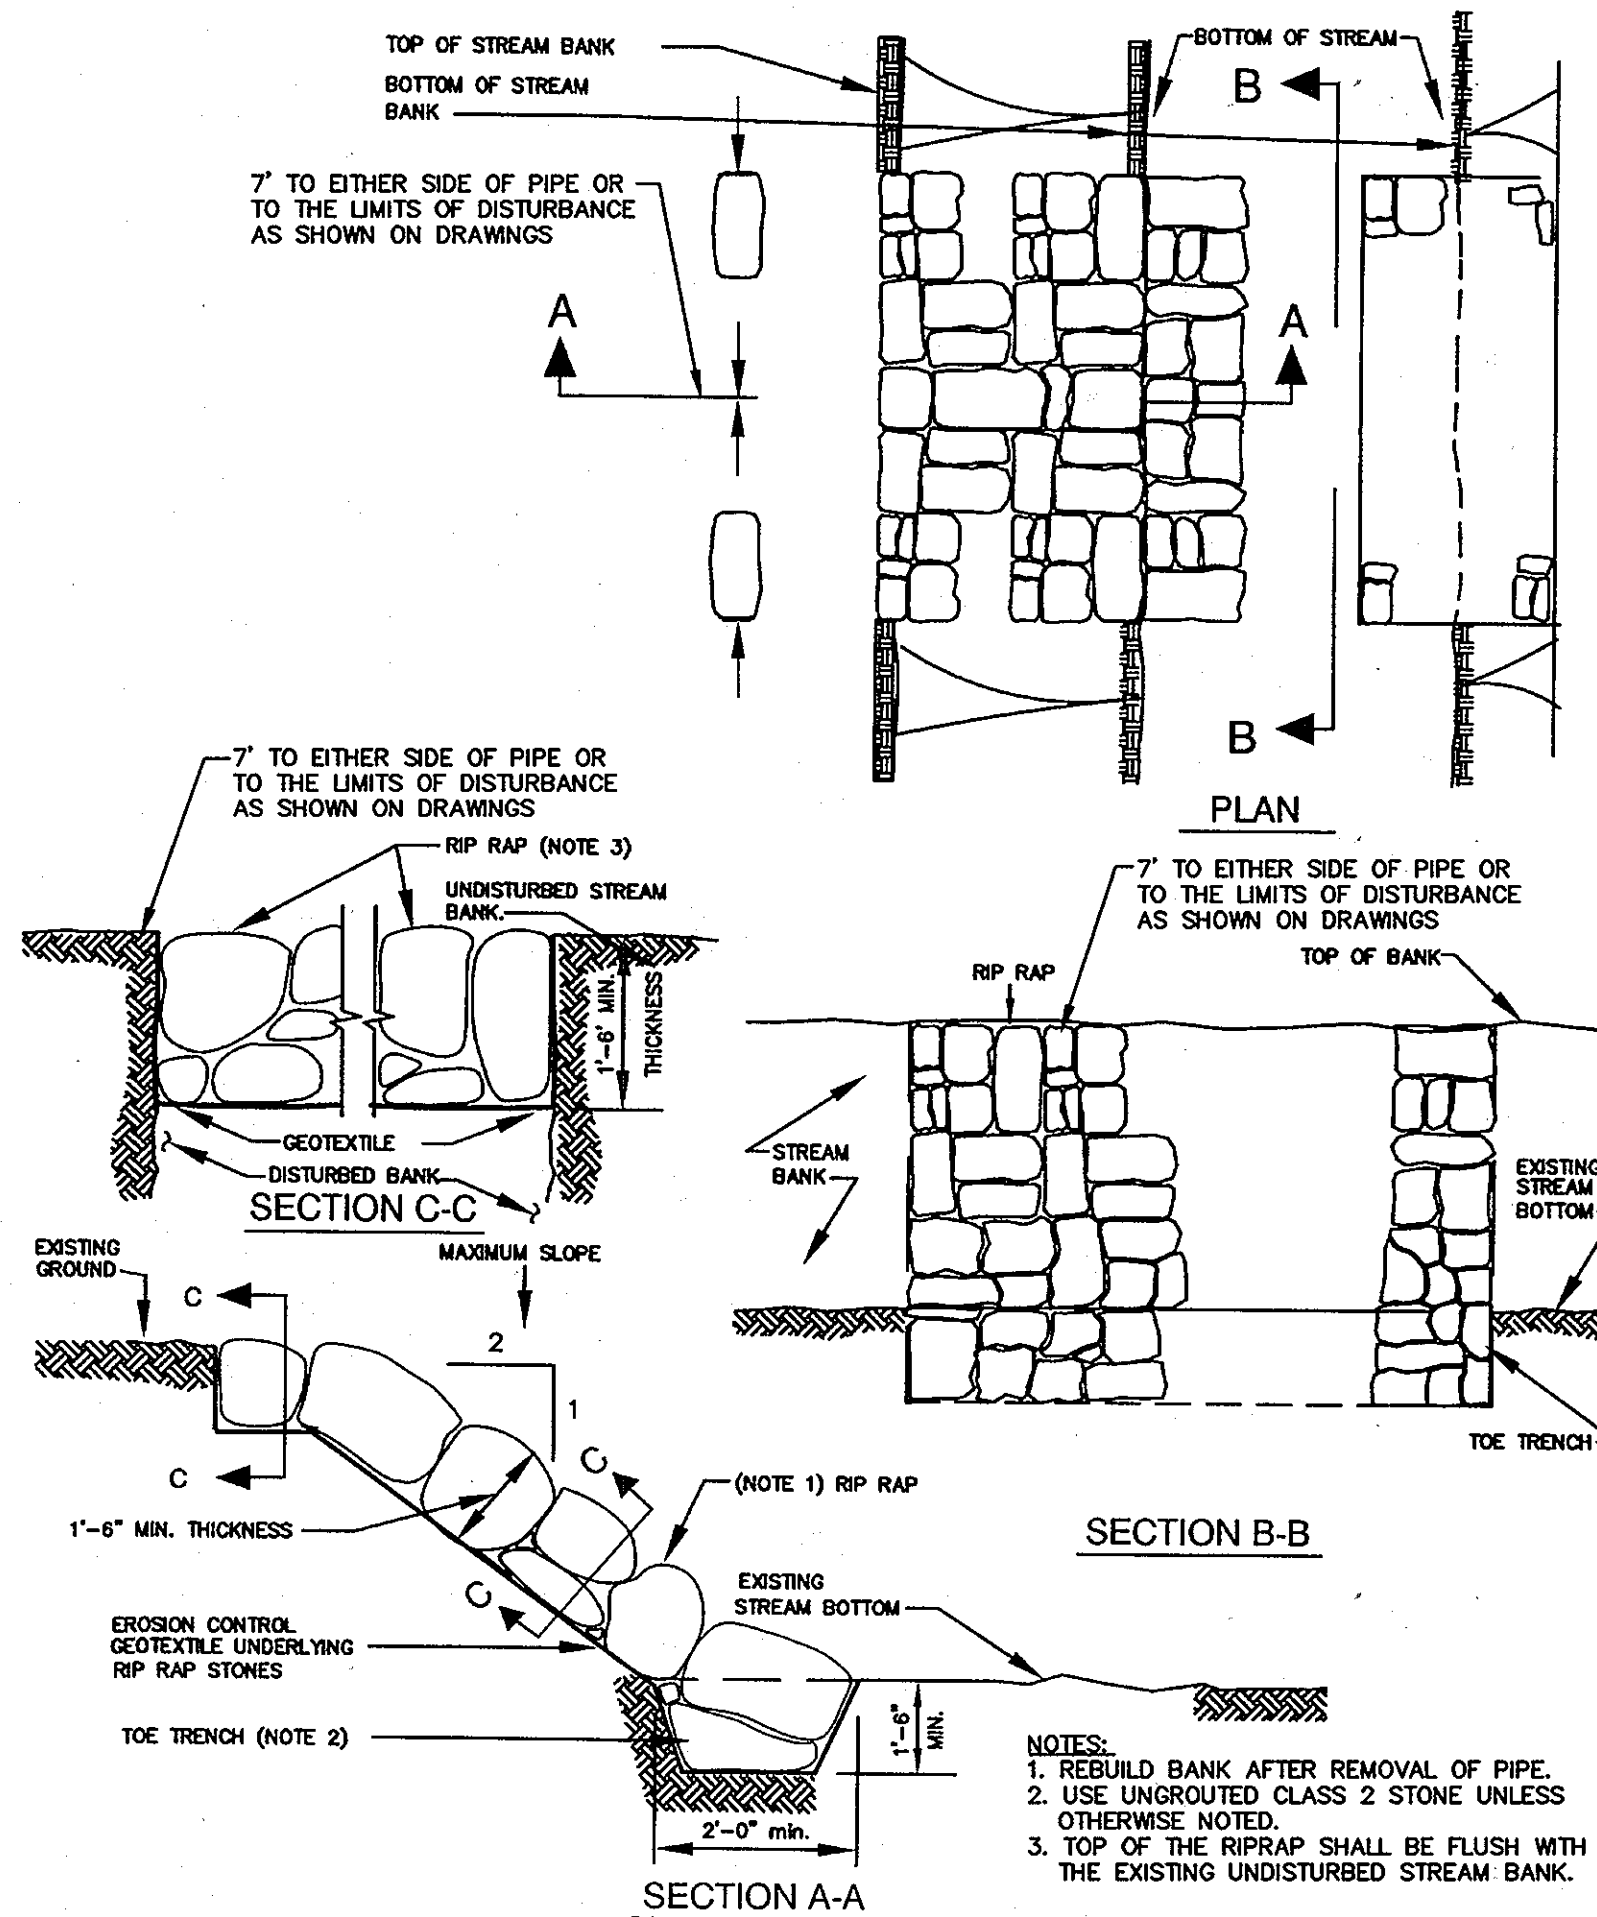 TOP OF STREAM BANK
BOTTOM OF STREAM
BANK
BOTTOM OF STREAM
B
7' TO EITHER SIDE OF PIPE OR
TO THE LIMITS OF DISTURBANCE
AS SHOWN ON DRAWINGS
A
A
B
PLAN
7' TO EITHER SIDE OF PIPE OR
TO THE LIMITS OF DISTURBANCE
AS SHOWN ON DRAWINGS
RIP RAP (NOTE 3)
UNDISTURBED STREAM
BANK.
1'-6' MIN.
THICKNESS
GEOTEXTILE
DISTURBED BANK
SECTION C-C
7' TO EITHER SIDE OF PIPE OR
TO THE LIMITS OF DISTURBANCE
AS SHOWN ON DRAWINGS
TOP OF BANK
RIP RAP
STREAM
BANK
EXISTING
STREAM
BOTTOM
TOE TRENCH
SECTION B-B
EXISTING
GROUND
MAXIMUM SLOPE
C
2
1
C
C
(NOTE 1) RIP RAP
1'-6" MIN. THICKNESS
C
EXISTING
STREAM BOTTOM
EROSION CONTROL
GEOTEXTILE UNDERLYING
RIP RAP STONES
TOE TRENCH (NOTE 2)
1'-6"
MIN.
2'-0" min.
SECTION A-A
NOTES:
1. REBUILD BANK AFTER REMOVAL OF PIPE.
2. USE UNGROUTED CLASS 2 STONE UNLESS
OTHERWISE NOTED.
3. TOP OF THE RIPRAP SHALL BE FLUSH WITH
THE EXISTING UNDISTURBED STREAM BANK.